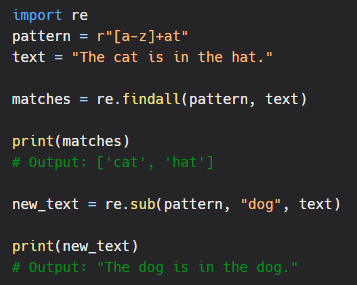 import re
pattern = r"[a-z]+at"
text = "The cat is in the hat."
matches = re.findall(pattern, text)
print(matches)
# Output: ['cat', 'hat']
new_text = re.sub(pattern, "dog", text)
print(new_text)
# Output: "The dog is in the dog."